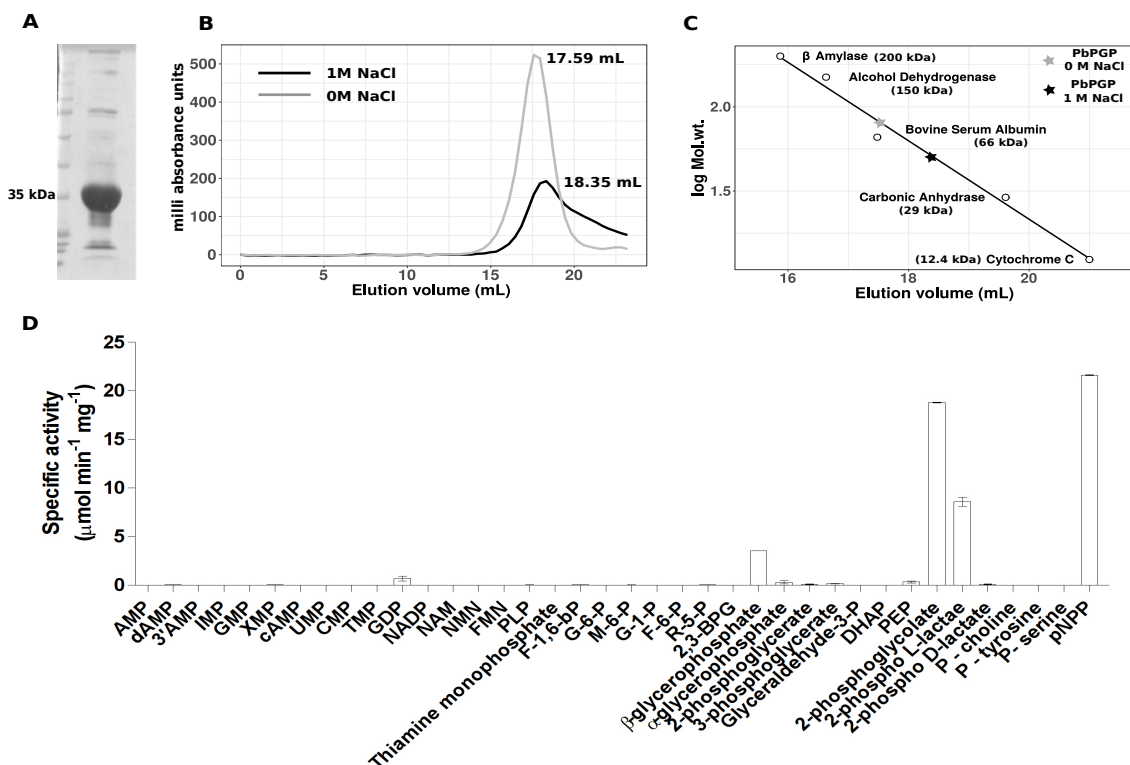 A
35 kDa
B
17.59 mL
1M NaCl
0M NaCl
18.35 mL
milli absorbance units
500
400
300
200
100
0
0
5
10
15
20
Elution volume (mL)
C
β Amylase (200 kDa)
PbPGP
0 M NaCl
Alcohol Dehydrogenase
(150 kDa)
PbPGP
1 M NaCl
Bovine Serum Albumin
(66 kDa)
Carbonic Anhydrase
(29 kDa)
(12.4 kDa) Cytochrome C
log Mol.wt.
2.0
1.5
16
18
20
Elution volume (mL)
D
Specific activity
(μmol min⁻¹ mg⁻¹)
25
20
15
10
5
0
AMP
dAMP
3'AMP
IMP
GMP
XMP
cAMP
UMP
CMP
TMP
GDP
NADP
NAM
NMN
FMN
PLP
Thiamine monophosphate
F-1,6-bP
G-6-P
M-6-P
G-1-P
F-6-P
R-5-P
2,3-BPG
β-glycerophosphate
α-glycerophosphate
2-phosphoglycerate
3-phosphoglycerate
Glyceraldehyde-3-P
DHAP
PEP
2-phosphoglycolate
2-phospho L-lactae
2-phospho D-lactate
P - choline
P - tyrosine
P- serine
pNPP